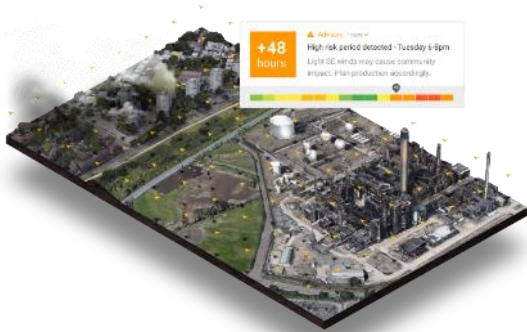 +48
hours
Advisory
High risk period detected - Tuesday 6-8pm
Light SE winds may cause community
impact. Plan production accordingly.